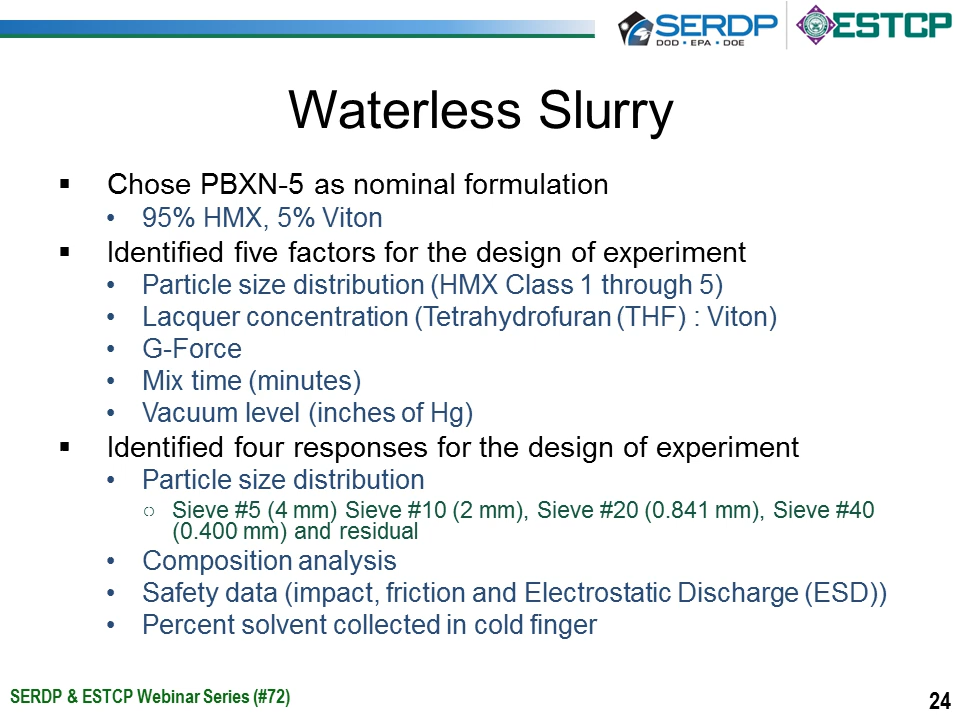 SERDP
DOD • EPA • DOE
ESTCP
Waterless Slurry
▪ Chose PBXN-5 as nominal formulation
• 95% HMX, 5% Viton
▪ Identified five factors for the design of experiment
• Particle size distribution (HMX Class 1 through 5)
• Lacquer concentration (Tetrahydrofuran (THF) : Viton)
• G-Force
• Mix time (minutes)
• Vacuum level (inches of Hg)
▪ Identified four responses for the design of experiment
• Particle size distribution
○ Sieve #5 (4 mm) Sieve #10 (2 mm), Sieve #20 (0.841 mm), Sieve #40
(0.400 mm) and residual
• Composition analysis
• Safety data (impact, friction and Electrostatic Discharge (ESD))
• Percent solvent collected in cold finger
SERDP & ESTCP Webinar Series (#72)
24